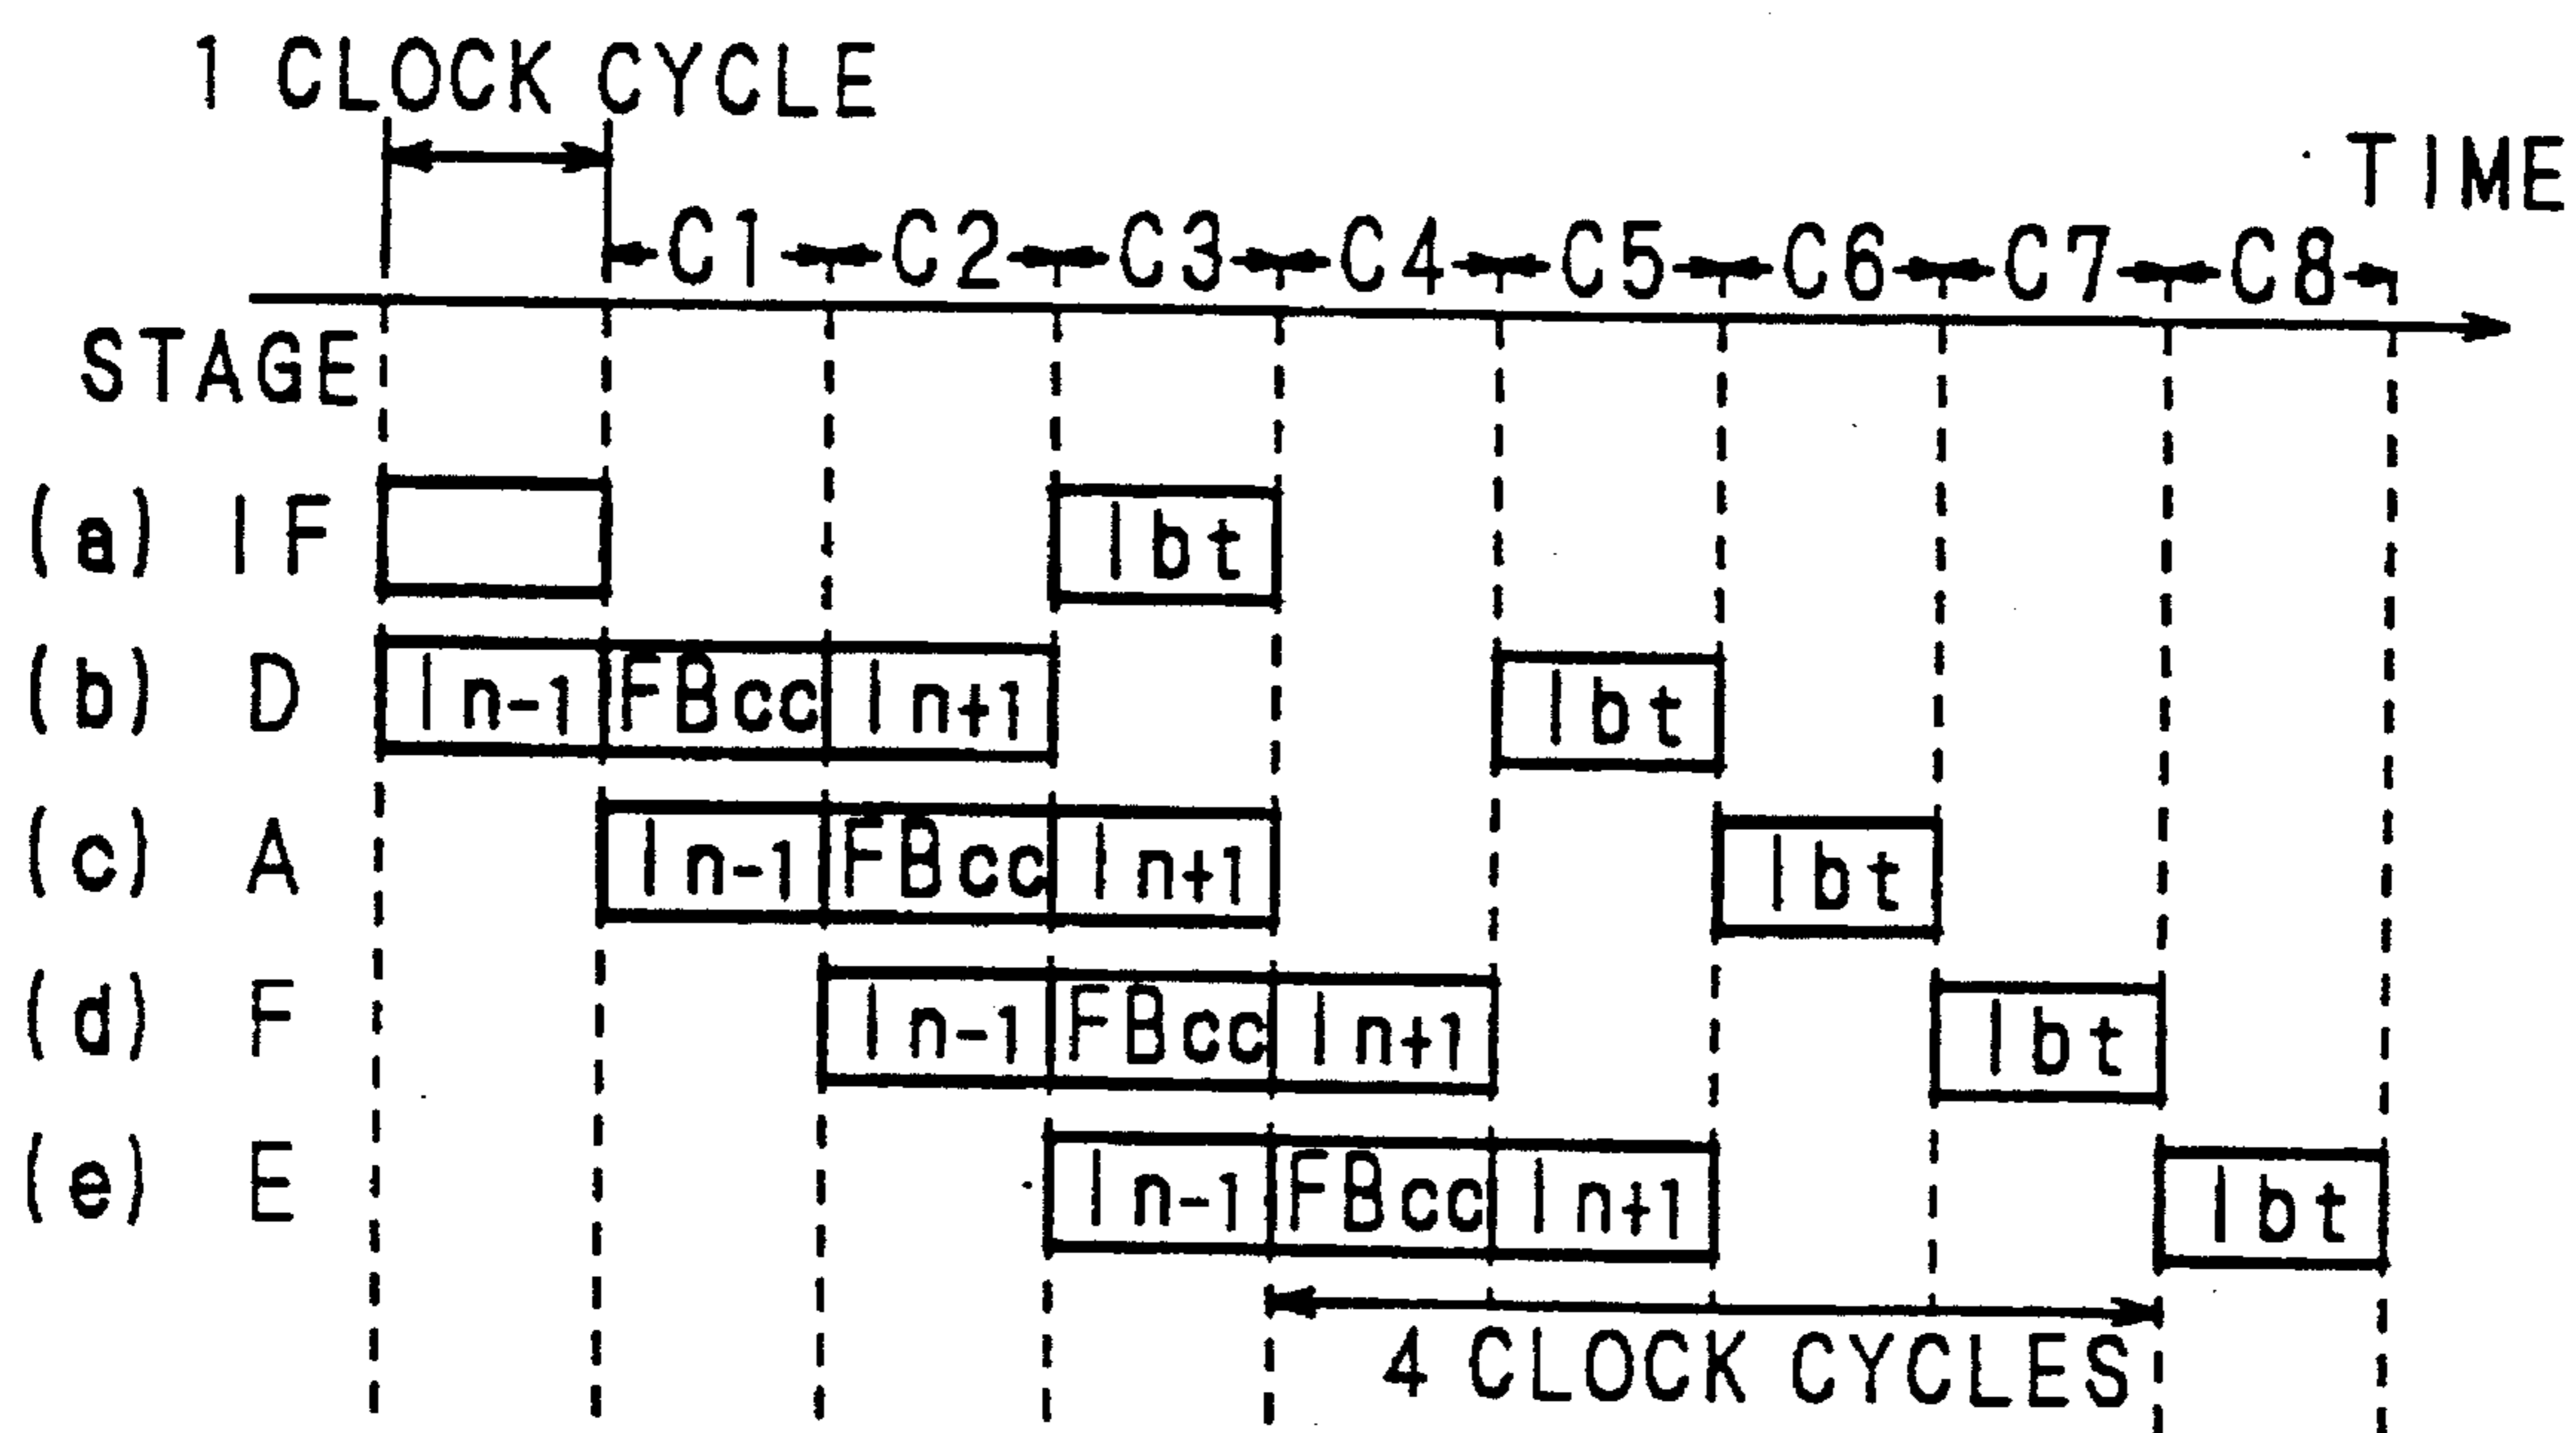 1 CLOCK CYCLE
TIME
C1 C2 C3 C4 C5 C6 C7 C8
STAGE
(a) IF Ibt
(b) D In-1 FBcc In+1 Ibt
(c) A In-1 FBcc In+1 Ibt
(d) F In-1 FBcc In+1 Ibt
(e) E In-1 FBcc In+1 Ibt
4 CLOCK CYCLES